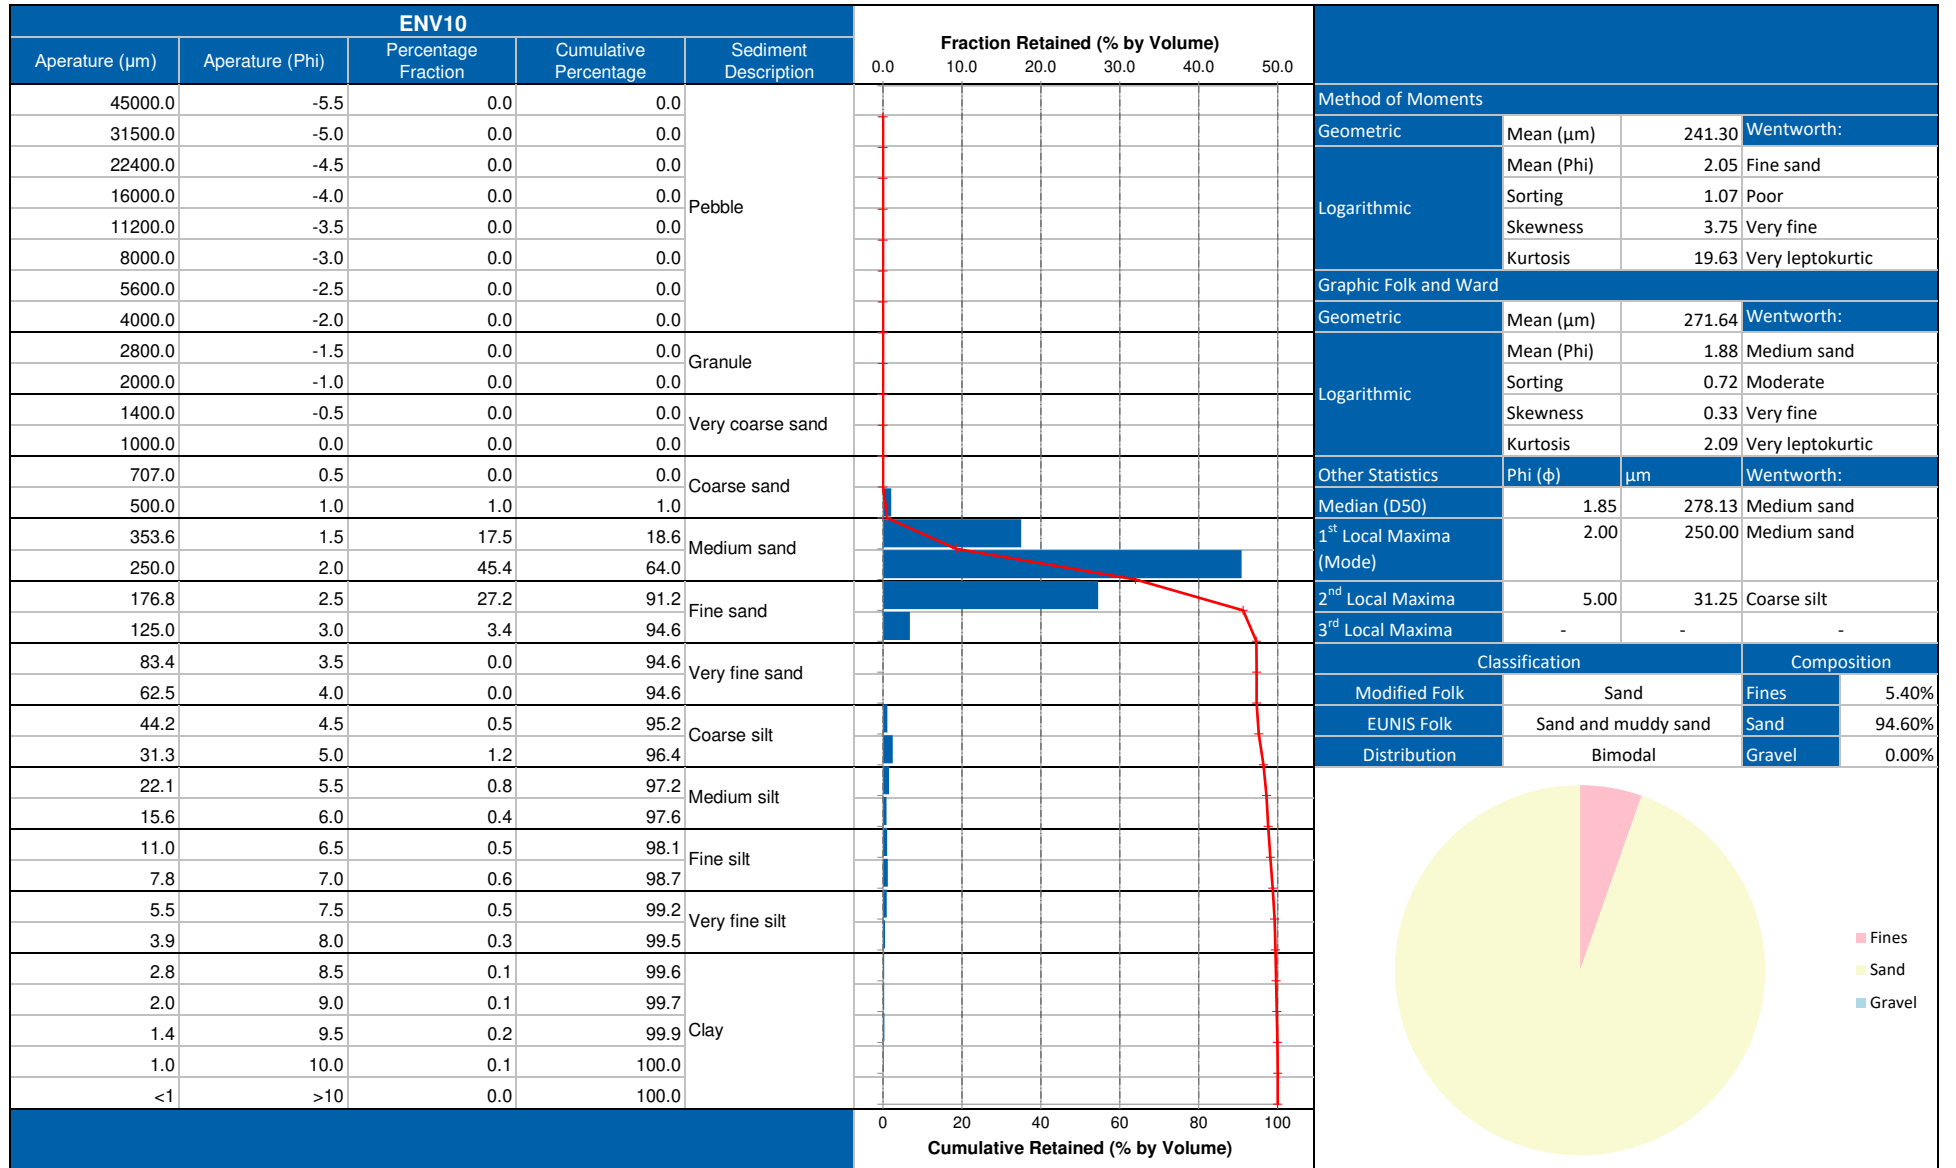 ENV10
Aperature (µm) Aperature (Phi) Percentage Fraction Cumulative Percentage Sediment Description
45000.0 -5.5 0.0 0.0
31500.0 -5.0 0.0 0.0
22400.0 -4.5 0.0 0.0
16000.0 -4.0 0.0 0.0 Pebble
11200.0 -3.5 0.0 0.0
8000.0 -3.0 0.0 0.0
5600.0 -2.5 0.0 0.0
4000.0 -2.0 0.0 0.0
2800.0 -1.5 0.0 0.0 Granule
2000.0 -1.0 0.0 0.0
1400.0 -0.5 0.0 0.0 Very coarse sand
1000.0 0.0 0.0 0.0
707.0 0.5 0.0 0.0 Coarse sand
500.0 1.0 1.0 1.0
353.6 1.5 17.5 18.6 Medium sand
250.0 2.0 45.4 64.0
176.8 2.5 27.2 91.2 Fine sand
125.0 3.0 3.4 94.6
83.4 3.5 0.0 94.6 Very fine sand
62.5 4.0 0.0 94.6
44.2 4.5 0.5 95.2 Coarse silt
31.3 5.0 1.2 96.4
22.1 5.5 0.8 97.2 Medium silt
15.6 6.0 0.4 97.6
11.0 6.5 0.5 98.1 Fine silt
7.8 7.0 0.6 98.7
5.5 7.5 0.5 99.2 Very fine silt
3.9 8.0 0.3 99.5
2.8 8.5 0.1 99.6
2.0 9.0 0.1 99.7
1.4 9.5 0.2 99.9 Clay
1.0 10.0 0.1 100.0
<1 >10 0.0 100.0
Fraction Retained (% by Volume)
0.0 10.0 20.0 30.0 40.0 50.0
0 20 40 60 80 100
Cumulative Retained (% by Volume)
Method of Moments
Geometric Mean (µm) 241.30 Wentworth:
Logarithmic Mean (Phi) 2.05 Fine sand
Sorting 1.07 Poor
Skewness 3.75 Very fine
Kurtosis 19.63 Very leptokurtic
Graphic Folk and Ward
Geometric Mean (µm) 271.64 Wentworth:
Logarithmic Mean (Phi) 1.88 Medium sand
Sorting 0.72 Moderate
Skewness 0.33 Very fine
Kurtosis 2.09 Very leptokurtic
Other Statistics Phi (ϕ) µm Wentworth:
Median (D50) 1.85 278.13 Medium sand
1st Local Maxima (Mode) 2.00 250.00 Medium sand
2nd Local Maxima 5.00 31.25 Coarse silt
3rd Local Maxima - - -
Classification Composition
Modified Folk Sand Fines 5.40%
EUNIS Folk Sand and muddy sand Sand 94.60%
Distribution Bimodal Gravel 0.00%
Fines
Sand
Gravel